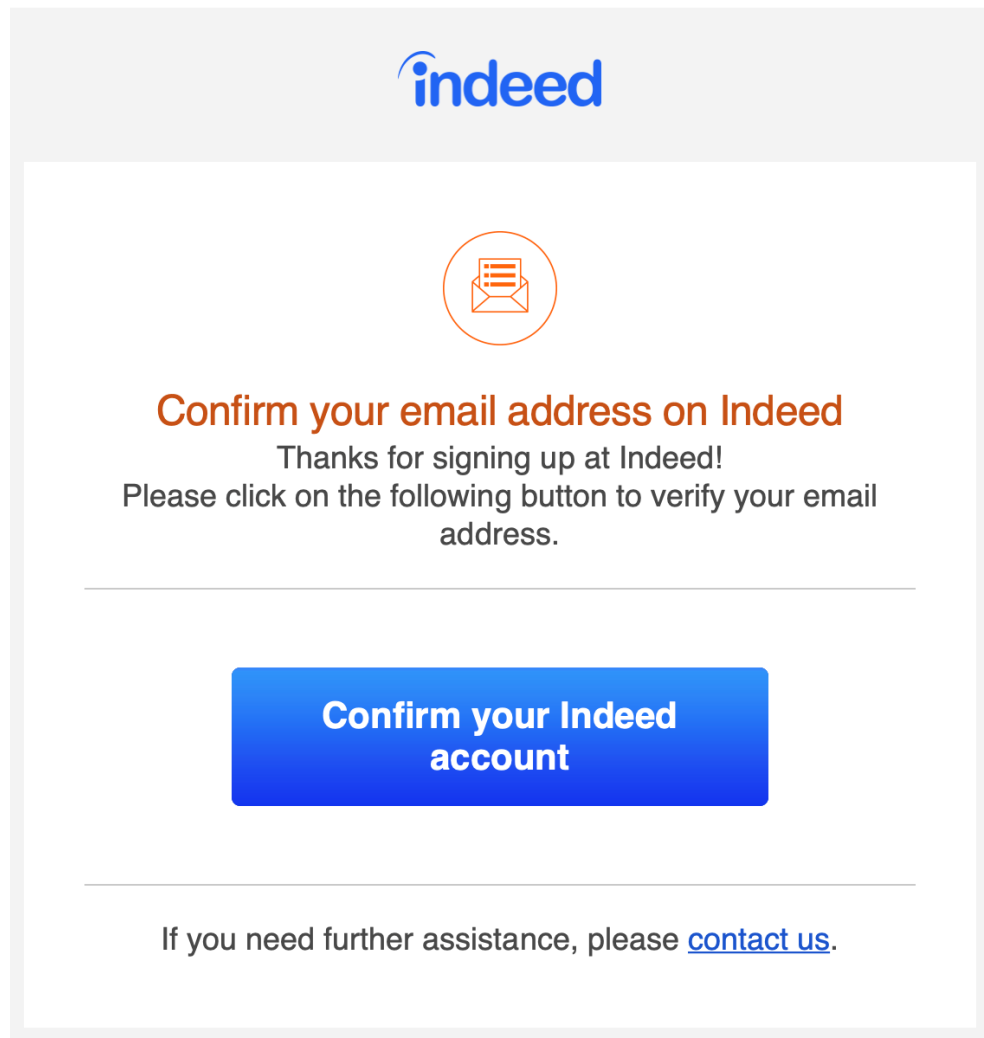 indeed
Confirm your email address on Indeed
Thanks for signing up at Indeed!
Please click on the following button to verify your email
address.
Confirm your Indeed
account
If you need further assistance, please contact us.